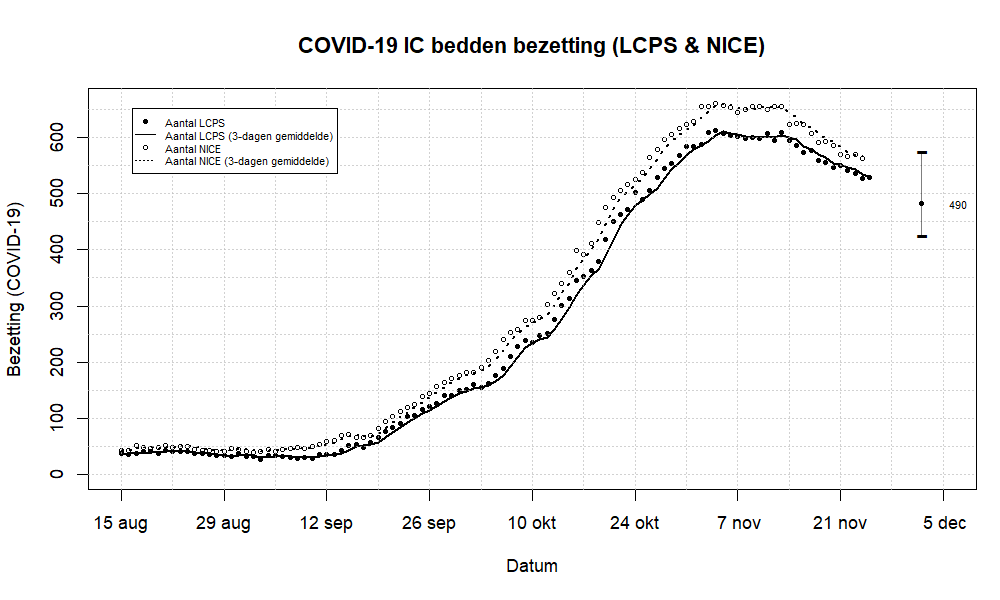 COVID-19 IC bedden bezetting (LCPS & NICE)
Aantal LCPS
Aantal LCPS (3-dagen gemiddelde)
Aantal NICE
Aantal NICE (3-dagen gemiddelde)
Bezetting (COVID-19)
600
500
400
300
200
100
0
490
15 aug 29 aug 12 sep 26 sep 10 okt 24 okt 7 nov 21 nov 5 dec
Datum